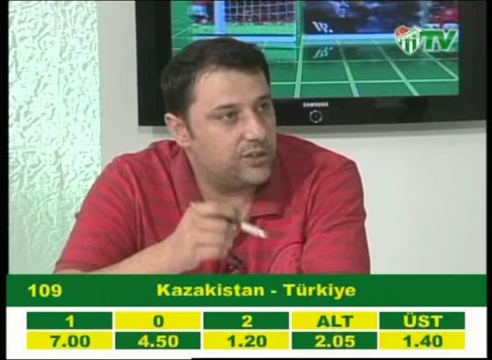 TV
SAMSUNG
109 Kazakistan - Türkiye
1 0 2 ALT ÜST
7.00 4.50 1.20 2.05 1.40